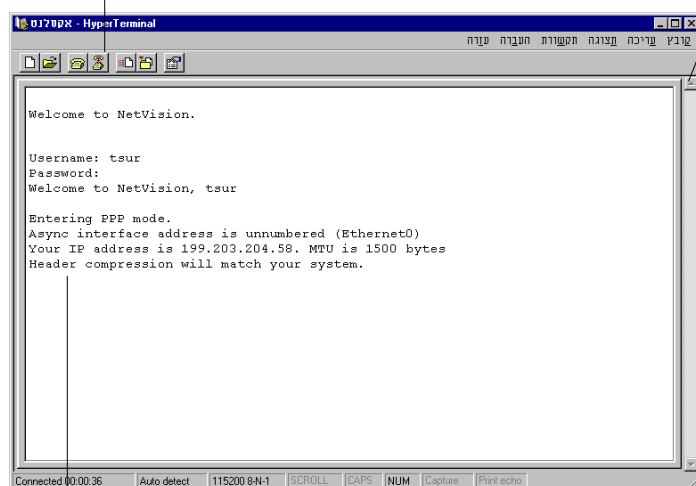 אקסטרנט - HyperTerminal
קובץ עריכה תצוגה תקשורת העברה עזרה
Welcome to NetVision.
Username: tsur
Password:
Welcome to NetVision, tsur
Entering PPP mode.
Async interface address is unnumbered (Ethernet0)
Your IP address is 199.203.204.58. MTU is 1500 bytes
Header compression will match your system.
Connected 00:00:36 Auto detect 115200 8-N-1 SCROLL CAPS NUM Capture Print echo